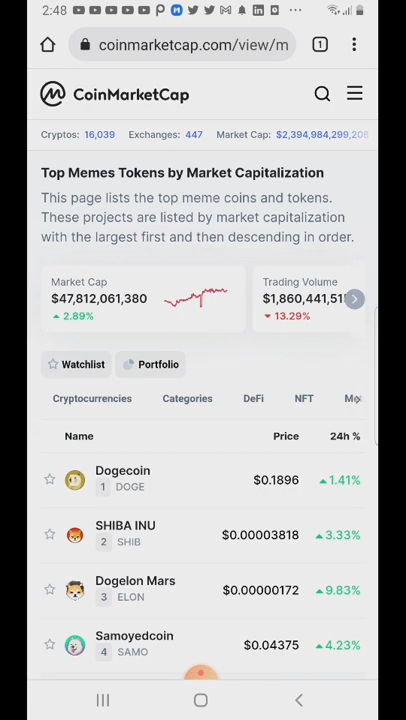 2:48
coinmarketcap.com/view/m
1
CoinMarketCap
Cryptos: 16,039 Exchanges: 447 Market Cap: $2,394,984,299,208
Top Memes Tokens by Market Capitalization
This page lists the top meme coins and tokens.
These projects are listed by market capitalization
with the largest first and then descending in order.
Market Cap
$47,812,061,380
2.89%
Trading Volume
$1,860,441,51
13.29%
Watchlist
Portfolio
Cryptocurrencies Categories DeFi NFT
Name Price 24h %
Dogecoin
1 DOGE
$0.1896 1.41%
SHIBA INU
2 SHIB
$0.00003818 3.33%
Dogelon Mars
3 ELON
$0.00000172 9.83%
Samoyedcoin
4 SAMO
$0.04375 4.23%